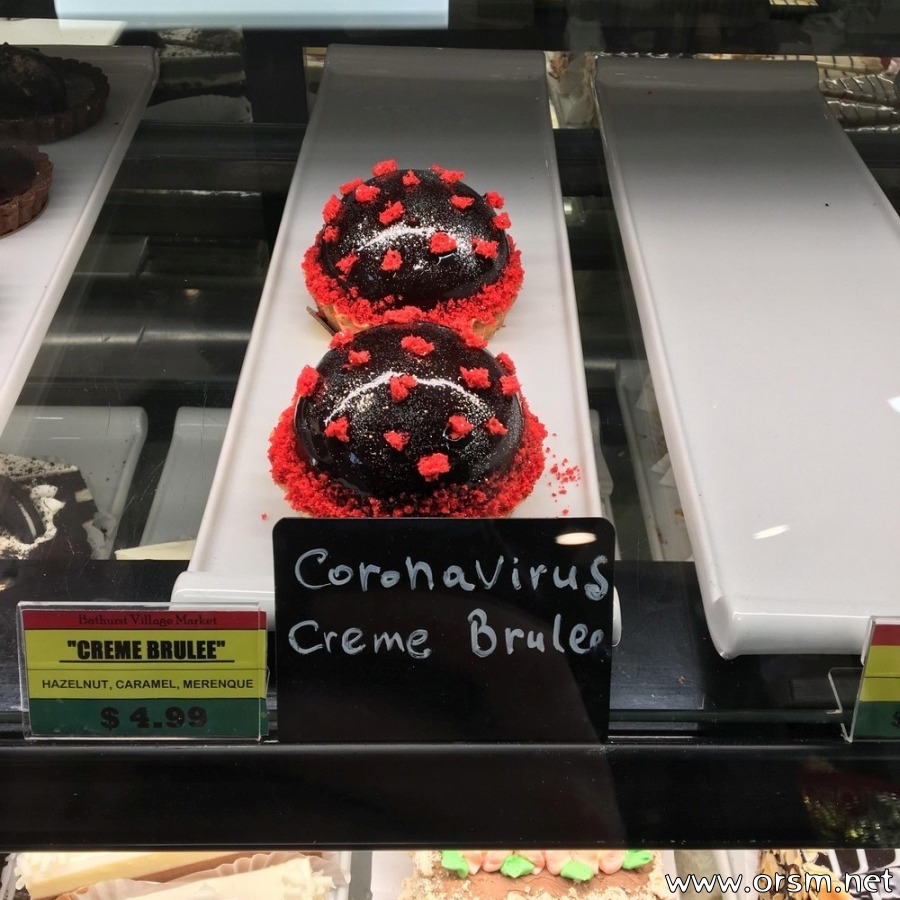 Coronavirus
Creme Brulee
Bathurst Village Market
"CREME BRULEE"
HAZELNUT, CARAMEL, MERENQUE
$4.99
$
www.orsm.net